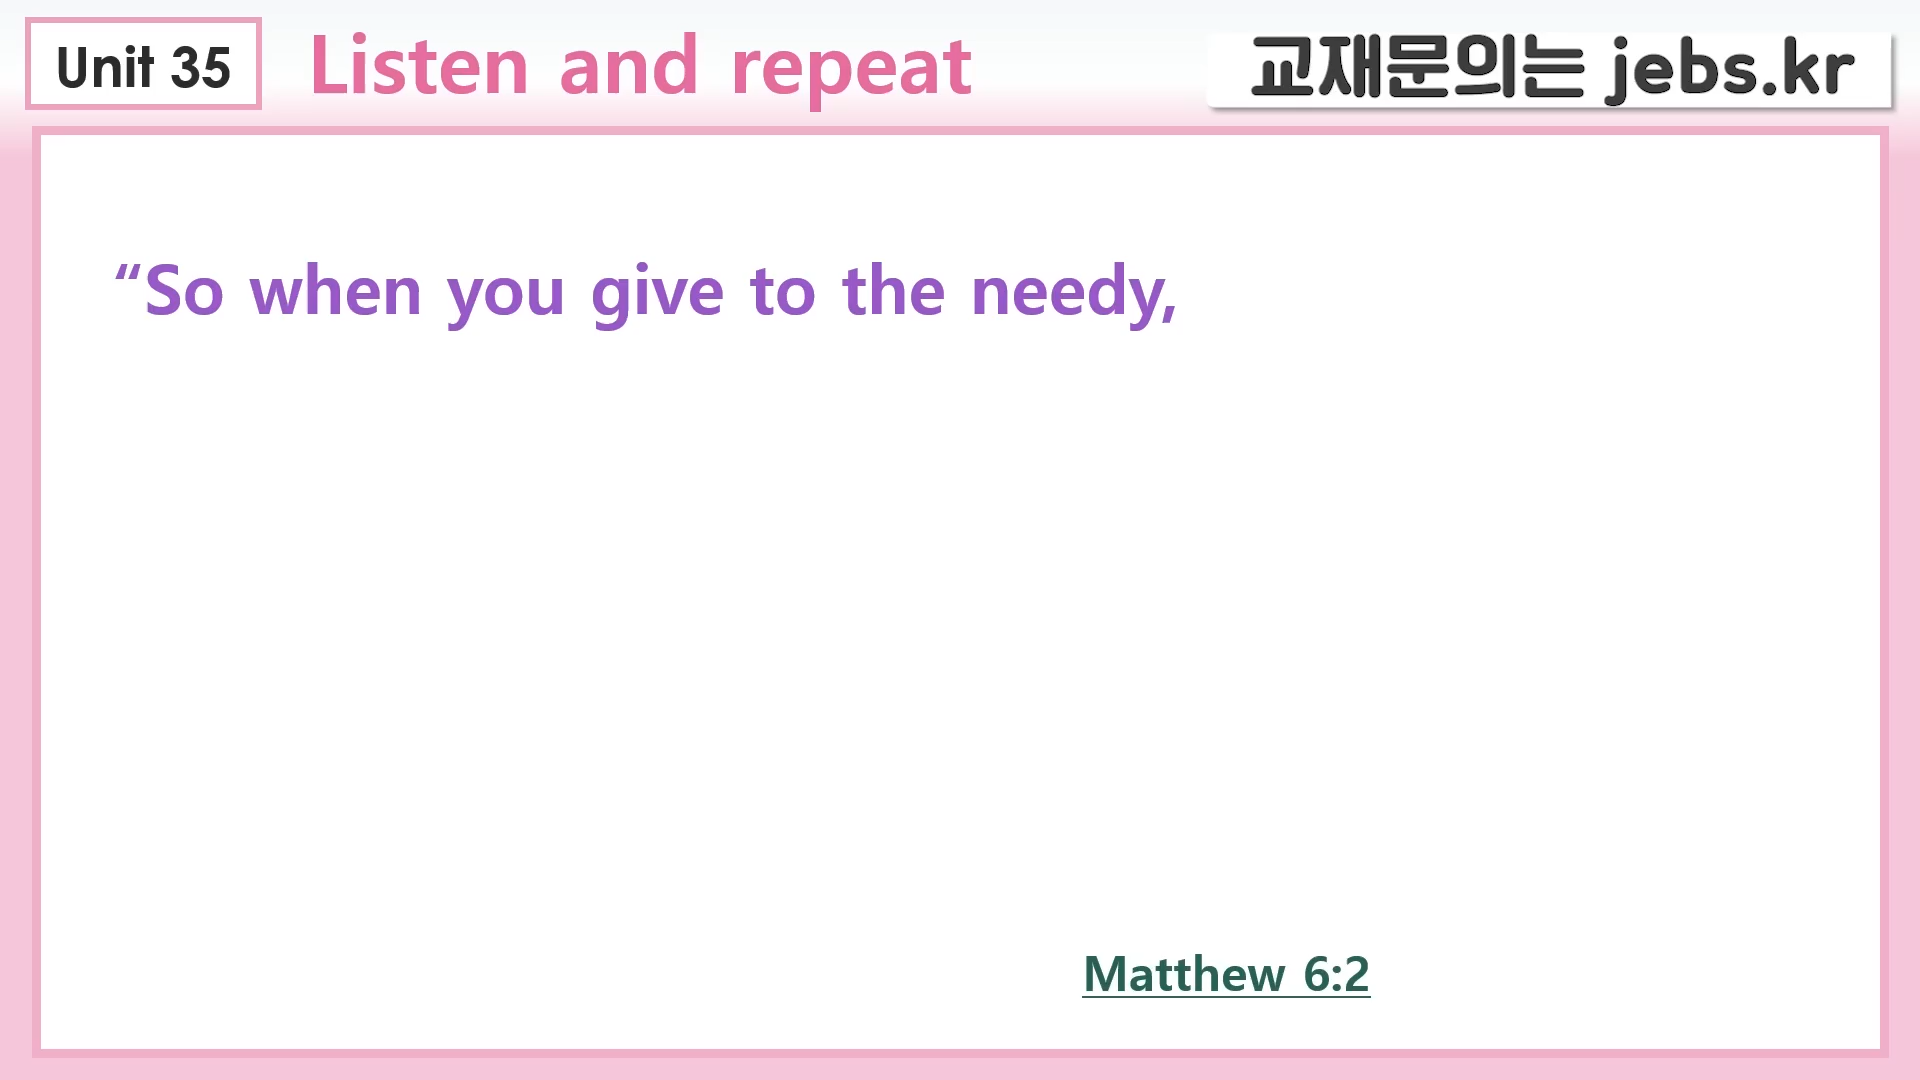 Unit 35
Listen and repeat
교재문의는 jebs.kr
“So when you give to the needy,
Matthew 6:2